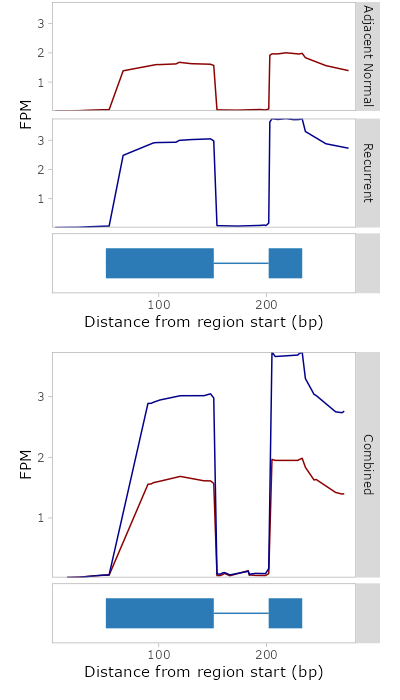 Adjacent Normal
3
2
1
FPM
Recurrent
3
2
1
100
200
Distance from region start (bp)
Combined
3
2
1
FPM
100
200
Distance from region start (bp)